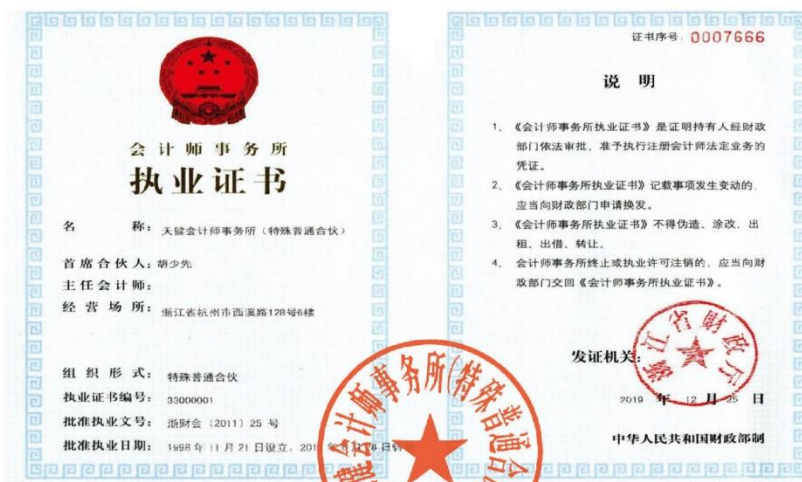 会计师事务所
执业证书
名 称: 天健会计师事务所（特殊普通合伙）
首席合伙人: 胡少先
主任会计师:
经营场所: 浙江省杭州市西溪路128号6楼
组织形式: 特殊普通合伙
执业证书编号: 33000001
批准执业文号: 浙财会〔2011〕25 号
批准执业日期: 1998 年 11 月 21 日设立, 201
证书序号: 0007666
说 明
1、《会计师事务所执业证书》是证明持有人经财政
部门依法审批，准予执行注册会计师法定业务的
凭证。
2、《会计师事务所执业证书》记载事项发生变动的，
应当向财政部门申请换发。
3、《会计师事务所执业证书》不得伪造、涂改、出
租、出借、转让。
4、会计师事务所终止或执业许可注销的，应当向财
政部门交回《会计师事务所执业证书》。
发证机关:
浙江省财政厅
2019 年 12 月 25 日
中华人民共和国财政部制
健会计师事务所(特殊普通合